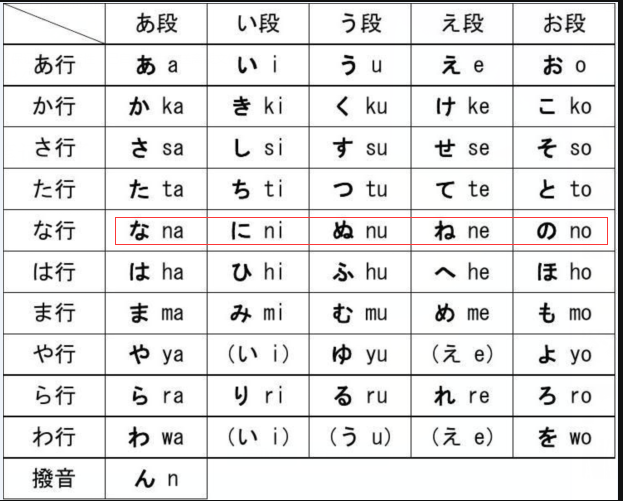 あ段 い段 う段 え段 お段
あ行 あ a い i う u え e お o
か行 か ka き ki く ku け ke こ ko
さ行 さ sa し si す su せ se そ so
た行 た ta ち ti つ tu て te と to
な行 な na に ni ぬ nu ね ne の no
は行 は ha ひ hi ふ hu へ he ほ ho
ま行 ま ma み mi む mu め me も mo
や行 や ya (い i) ゆ yu (え e) よ yo
ら行 ら ra り ri る ru れ re ろ ro
わ行 わ wa (い i) (う u) (え e) を wo
撥音 ん n